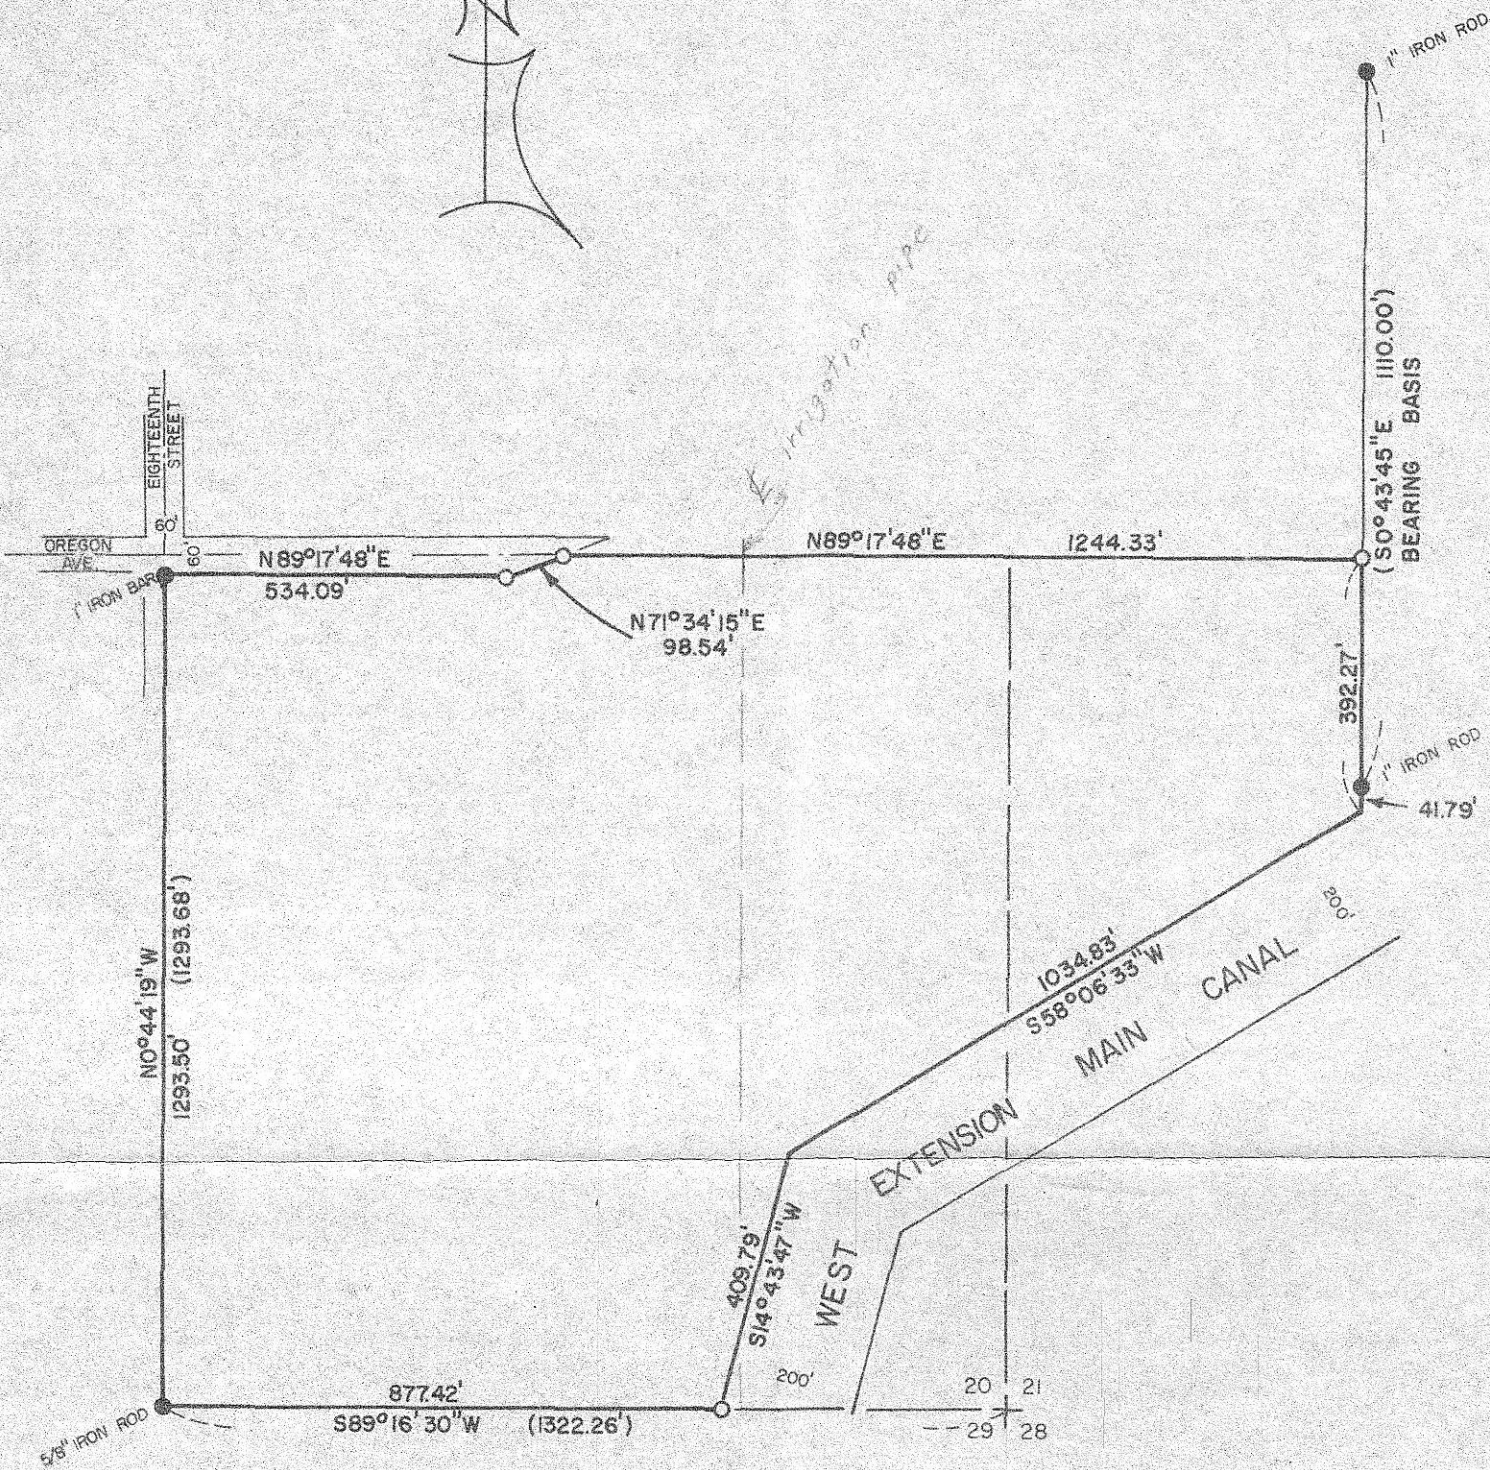 1" IRON ROD
(S0°43'45"E 1110.00')
BEARING BASIS
℄ irrigation pipe
EIGHTEENTH
STREET
60'
60'
OREGON
AVE.
1" IRON BAR
N89°17'48"E
534.09'
N71°34'15"E
98.54'
N89°17'48"E 1244.33'
392.27'
1" IRON ROD
41.79'
N0°44'19"W
1293.50' (1293.68')
1034.83'
S58°06'33"W
200'
WEST EXTENSION MAIN CANAL
409.79'
S14°43'47"W
200'
877.42'
S89°16'30"W (1322.26')
5/8" IRON ROD
20 21
29 28